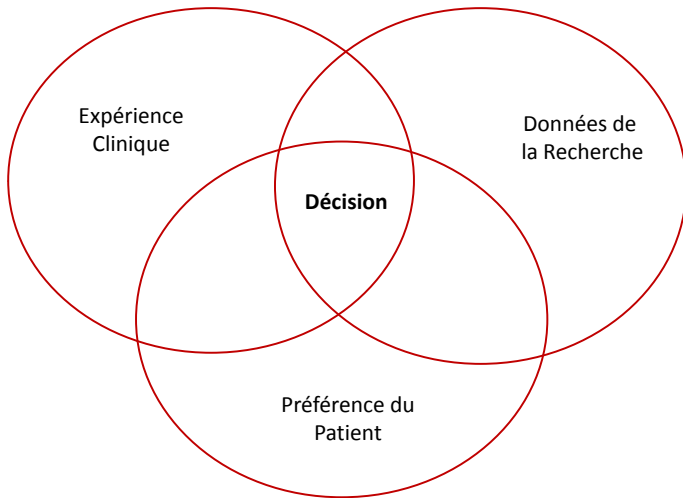 Expérience
Clinique
Données de
la Recherche
Décision
Préférence du
Patient